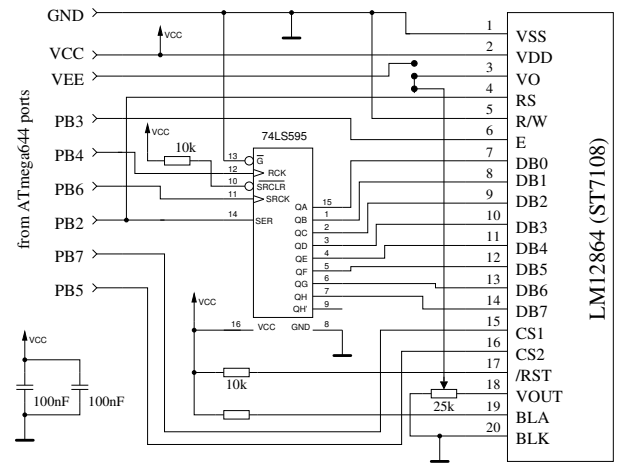 from ATmega644 ports
GND
VCC
VEE
PB3
PB4
PB6
PB2
PB7
PB5
VCC
VCC
10k
74LS595
13 G
12 RCK
10 SRCLR
11 SRCK
14 SER
QA 15
QB 1
QC 2
QD 3
QE 4
QF 5
QG 6
QH 7
QH' 9
16 VCC GND 8
VCC
10k
VCC
100nF 100nF
25k
1 VSS
2 VDD
3 VO
4 RS
5 R/W
6 E
7 DB0
8 DB1
9 DB2
10 DB3
11 DB4
12 DB5
13 DB6
14 DB7
15 CS1
16 CS2
17 /RST
18 VOUT
19 BLA
20 BLK
LM12864 (ST7108)